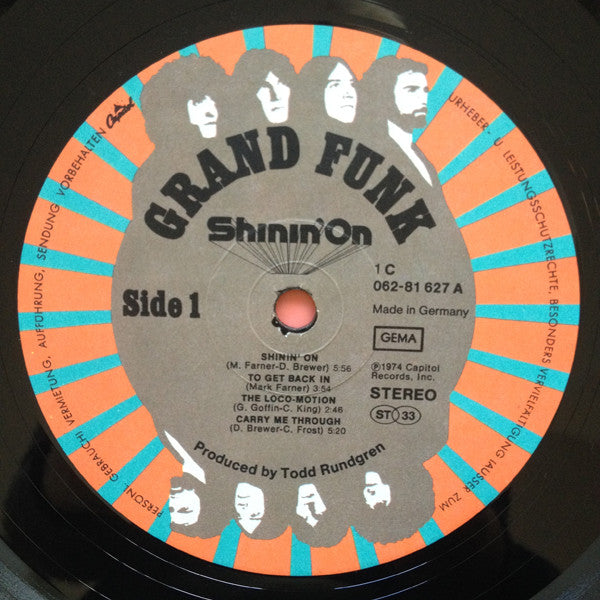 GRAND FUNK
Shinin' On
1 C
062-81 627 A
Side 1
Made in Germany
GEMA
SHININ' ON
(M. Farner-D. Brewer) 5:56
TO GET BACK IN
(Mark Farner) 3:56
THE LOCO-MOTION
(G. Goffin-C. King) 2:46
CARRY ME THROUGH
(D. Brewer-C. Frost) 5:20
℗1974 Capitol
Records, Inc.
STEREO
ST 33
Produced by Todd Rundgren
Capitol
URHEBER- U LEISTUNGSSCHUTZRECHTE, BESONDERS VERVIELFÄLTIGUNG (AUSSER ZUM
PERSÖNL GEBRAUCH) VERMIETUNG, AUFFÜHRUNG, SENDUNG VORBEHALTEN